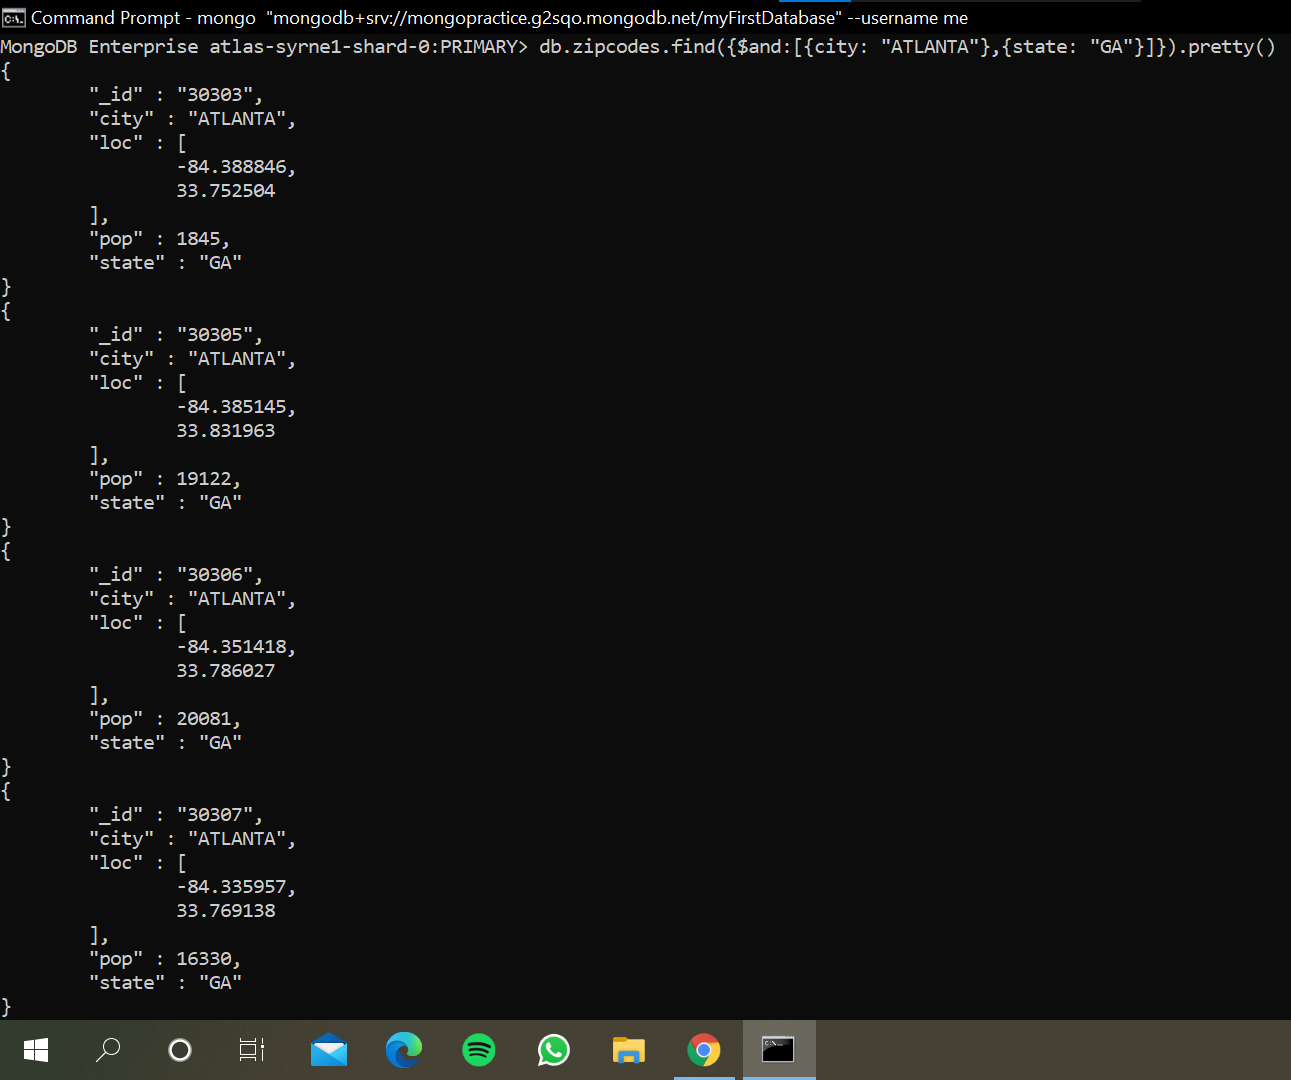 Command Prompt - mongo  "mongodb+srv://mongopractice.g2sqo.mongodb.net/myFirstDatabase" --username me
MongoDB Enterprise atlas-syrne1-shard-0:PRIMARY> db.zipcodes.find({$and:[{city: "ATLANTA"},{state: "GA"}]}).pretty()
{
        "_id" : "30303",
        "city" : "ATLANTA",
        "loc" : [
                -84.388846,
                33.752504
        ],
        "pop" : 1845,
        "state" : "GA"
}
{
        "_id" : "30305",
        "city" : "ATLANTA",
        "loc" : [
                -84.385145,
                33.831963
        ],
        "pop" : 19122,
        "state" : "GA"
}
{
        "_id" : "30306",
        "city" : "ATLANTA",
        "loc" : [
                -84.351418,
                33.786027
        ],
        "pop" : 20081,
        "state" : "GA"
}
{
        "_id" : "30307",
        "city" : "ATLANTA",
        "loc" : [
                -84.335957,
                33.769138
        ],
        "pop" : 16330,
        "state" : "GA"
}